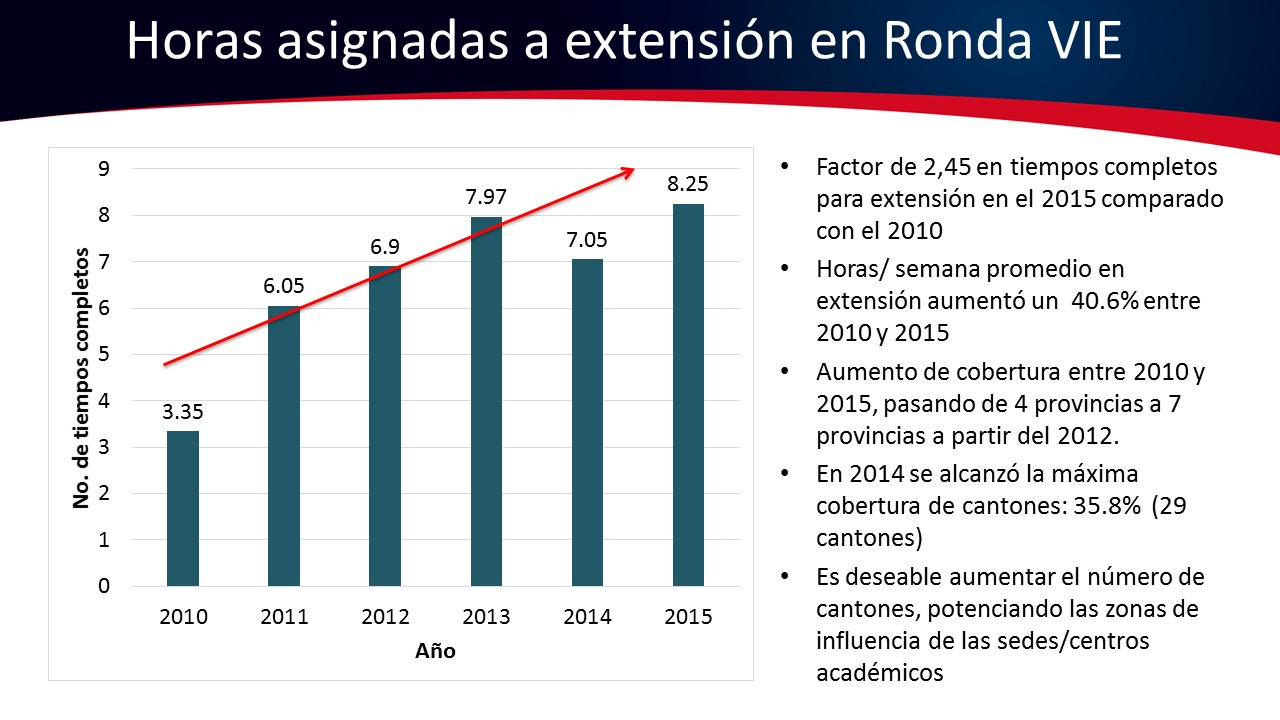 Horas asignadas a extensión en Ronda VIE
9
8
7
6
5
4
3
2
1
0
No. de tiempos completos
3.35
6.05
6.9
7.97
7.05
8.25
2010 2011 2012 2013 2014 2015
Año
• Factor de 2,45 en tiempos completos
para extensión en el 2015 comparado
con el 2010
• Horas/ semana promedio en
extensión aumentó un 40.6% entre
2010 y 2015
• Aumento de cobertura entre 2010 y
2015, pasando de 4 provincias a 7
provincias a partir del 2012.
• En 2014 se alcanzó la máxima
cobertura de cantones: 35.8% (29
cantones)
• Es deseable aumentar el número de
cantones, potenciando las zonas de
influencia de las sedes/centros
académicos